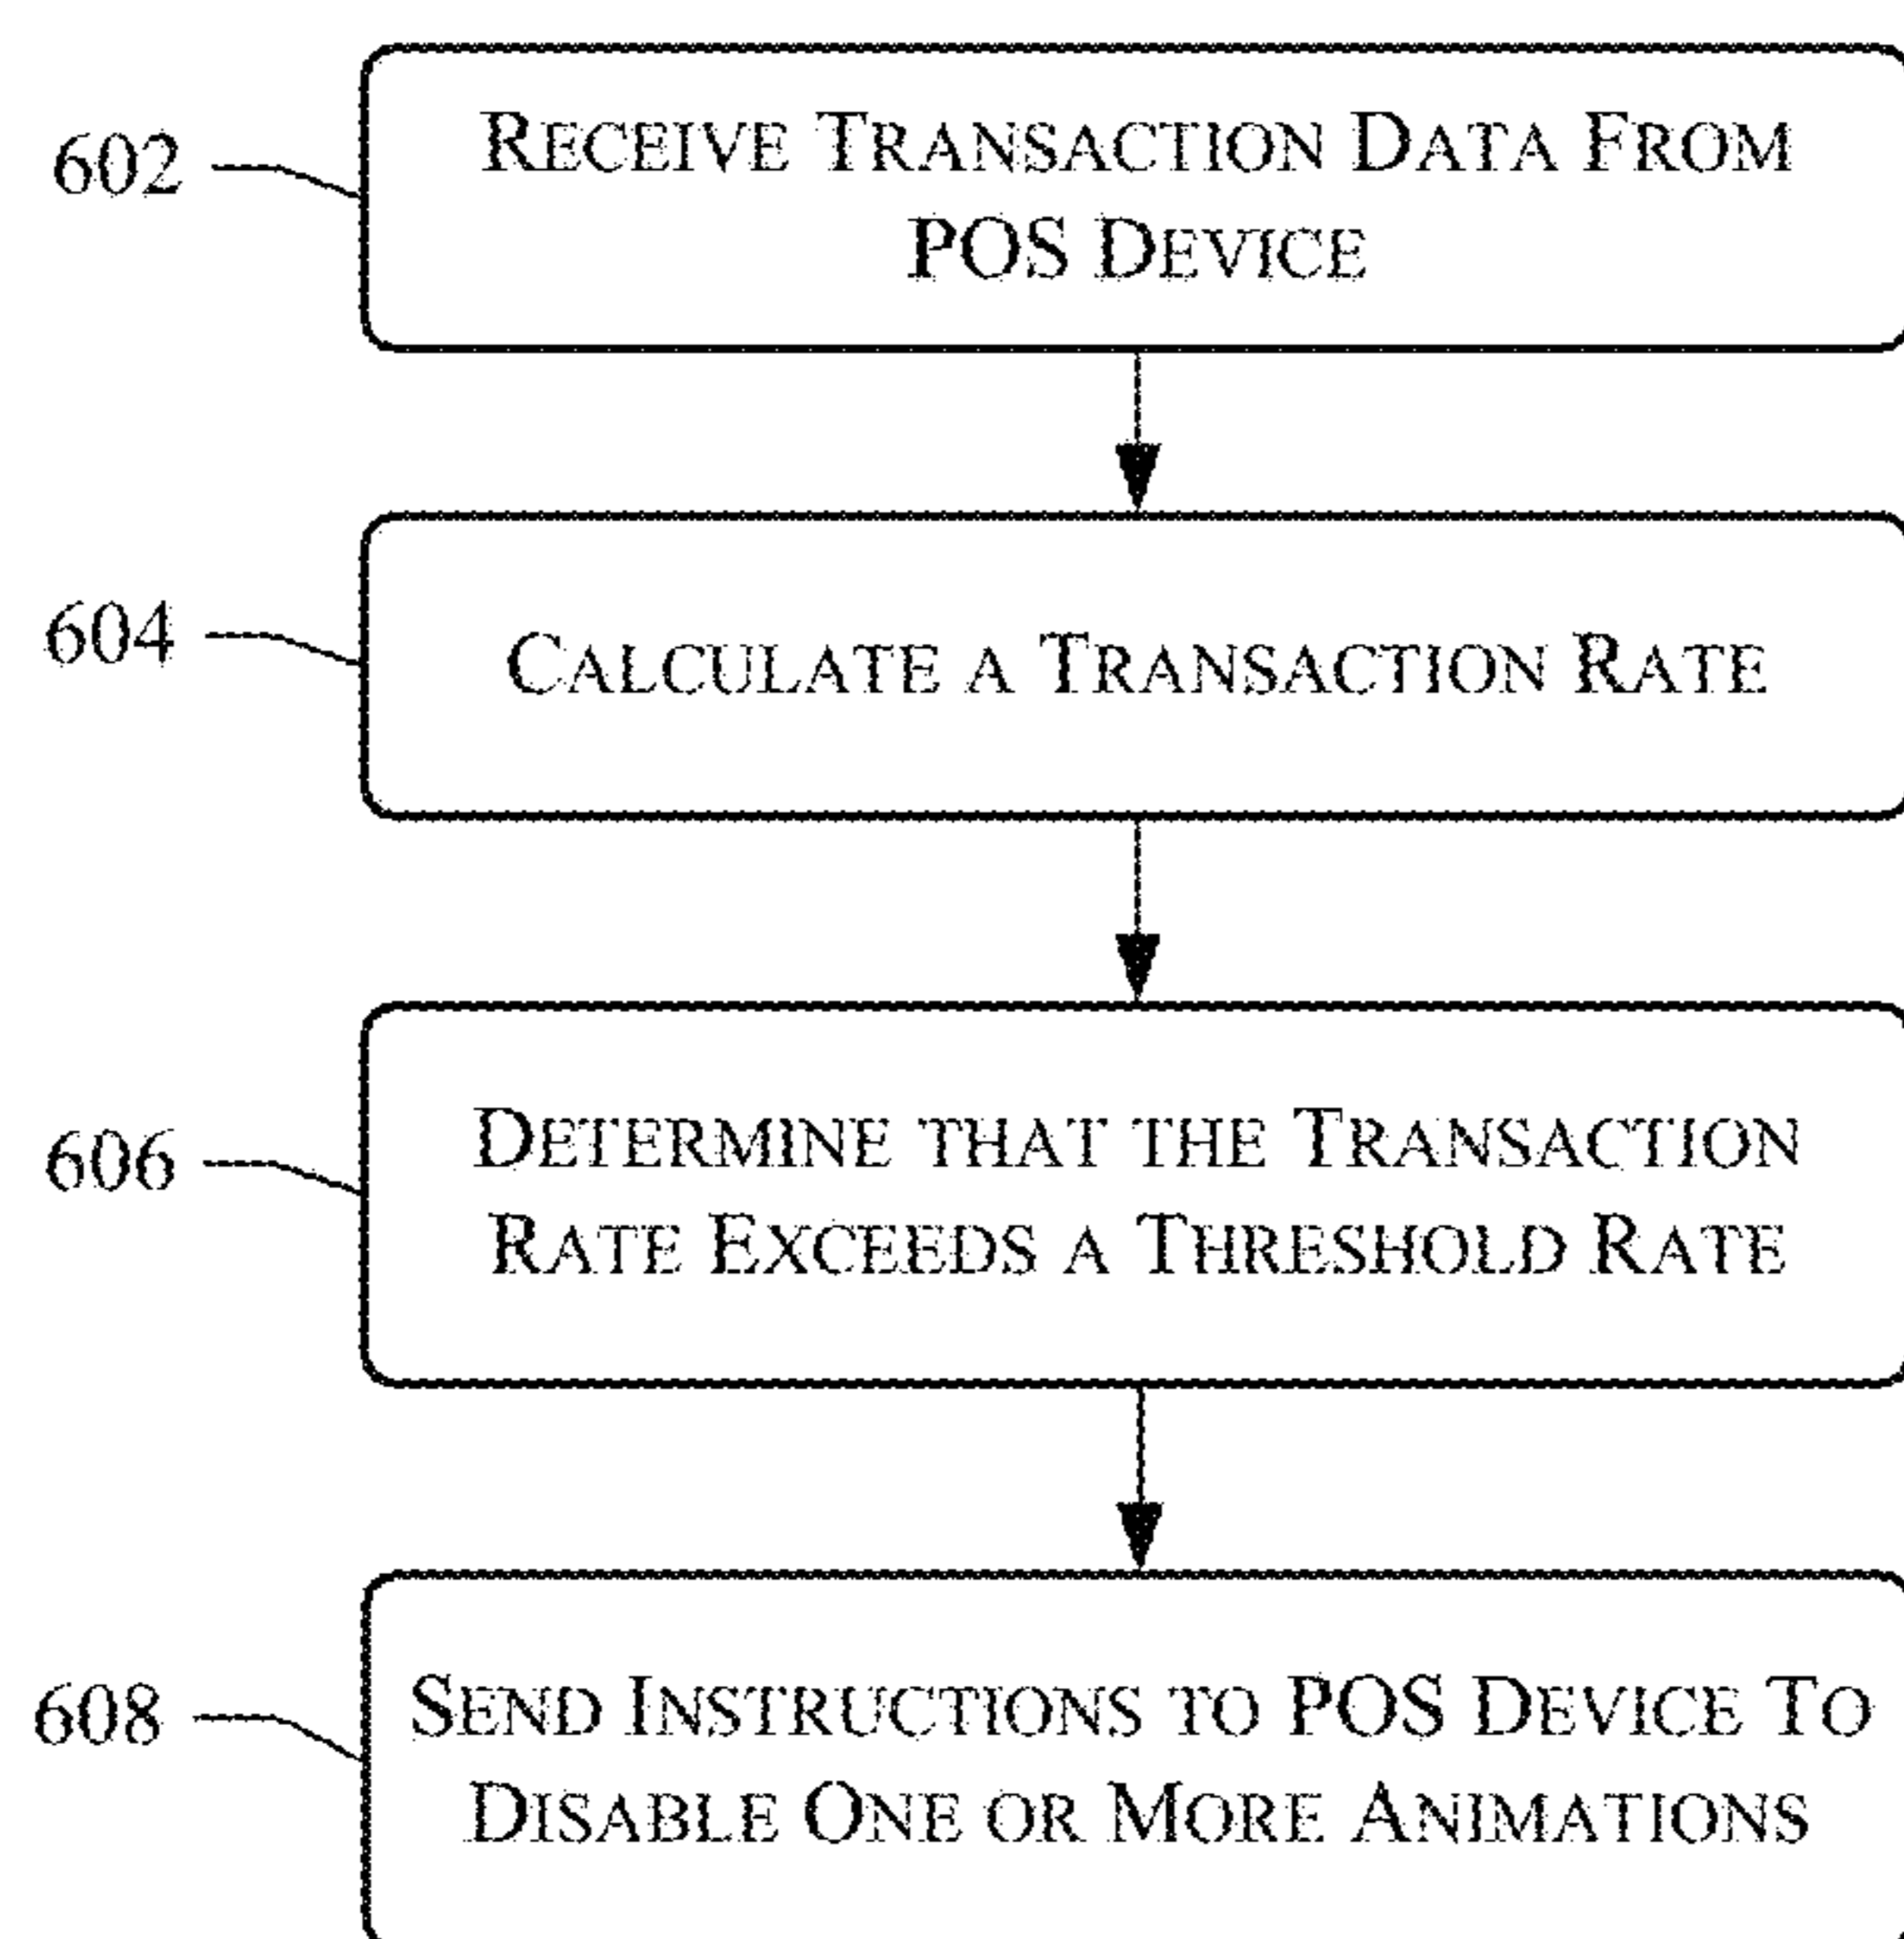 602
RECEIVE TRANSACTION DATA FROM
POS DEVICE
604
CALCULATE A TRANSACTION RATE
606
DETERMINE THAT THE TRANSACTION
RATE EXCEEDS A THRESHOLD RATE
608
SEND INSTRUCTIONS TO POS DEVICE TO
DISABLE ONE OR MORE ANIMATIONS